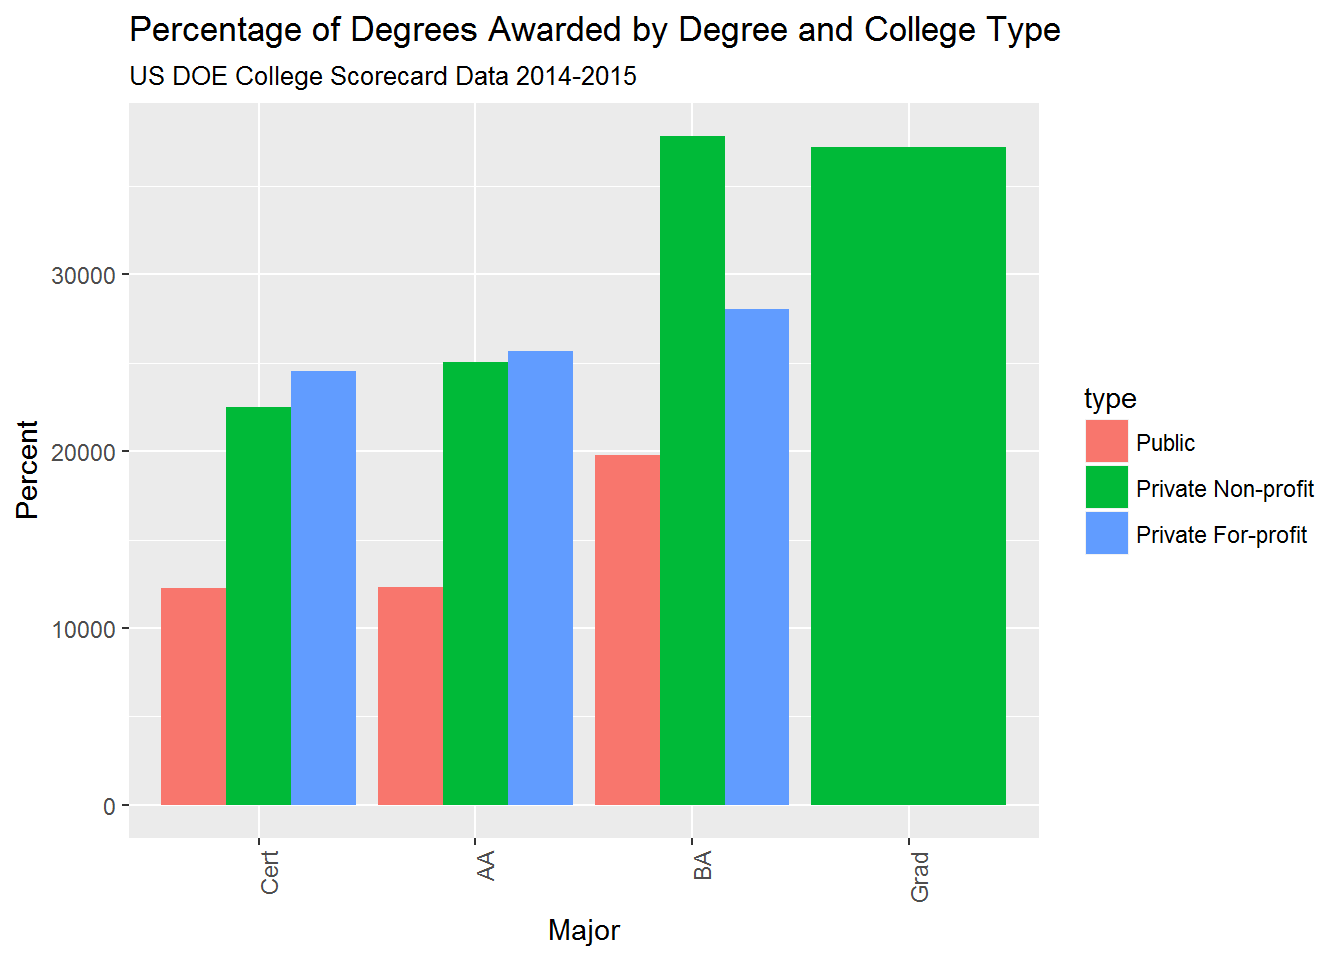 Percentage of Degrees Awarded by Degree and College Type
US DOE College Scorecard Data 2014-2015
Percent
30000
20000
10000
0
Cert
AA
BA
Grad
Major
type
Public
Private Non-profit
Private For-profit